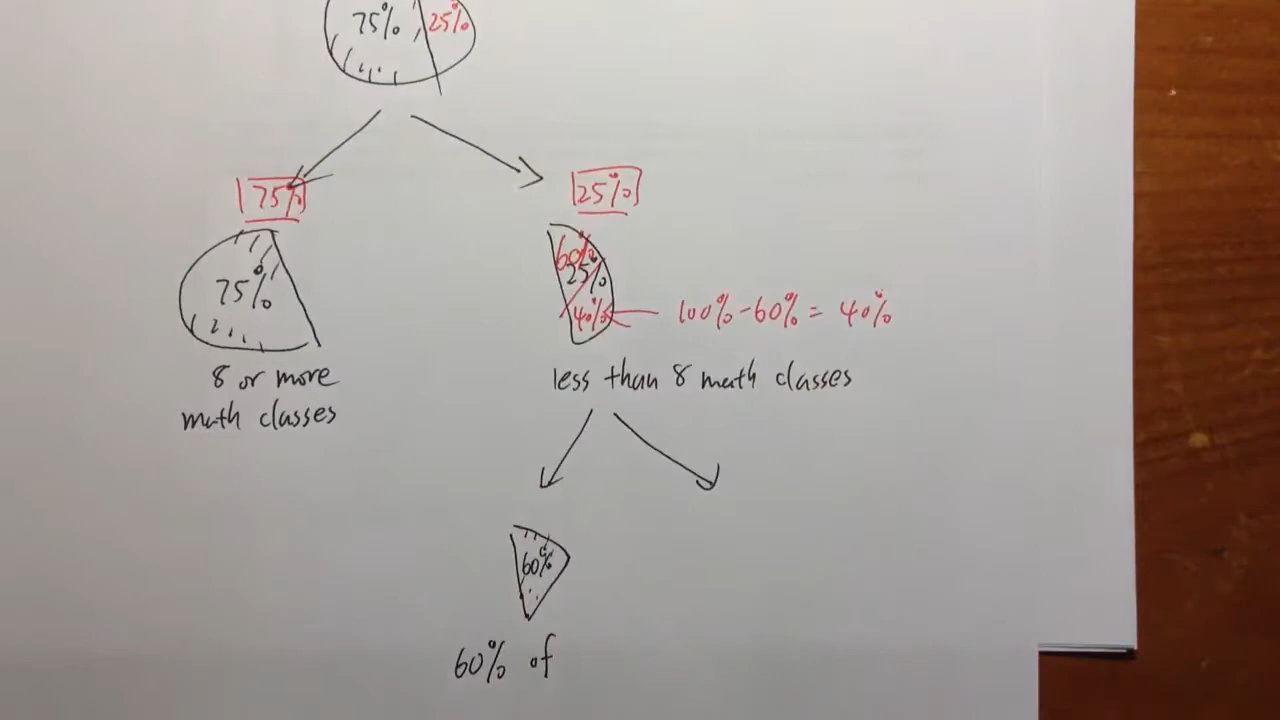 75% 25%
75%
25%
75%
60%
25%
40%
100% - 60% = 40%
8 or more
math classes
less than 8 math classes
60%
60% of